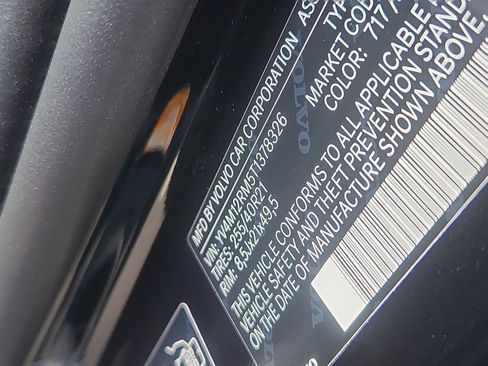 MFD BY VOLVO CAR CORPORATION ASS
TYP
MARKET COD
COLOR: 717
VIN: YV4M12RM5T1378326
TIRES: 255/40R21
RIM: 8.5Jx21x49.5
THIS VEHICLE CONFORMS TO ALL APPLICABLE
VEHICLE SAFETY AND THEFT PREVENTION STAND
ON THE DATE OF MANUFACTURE SHOWN ABOVE.
VOLVO